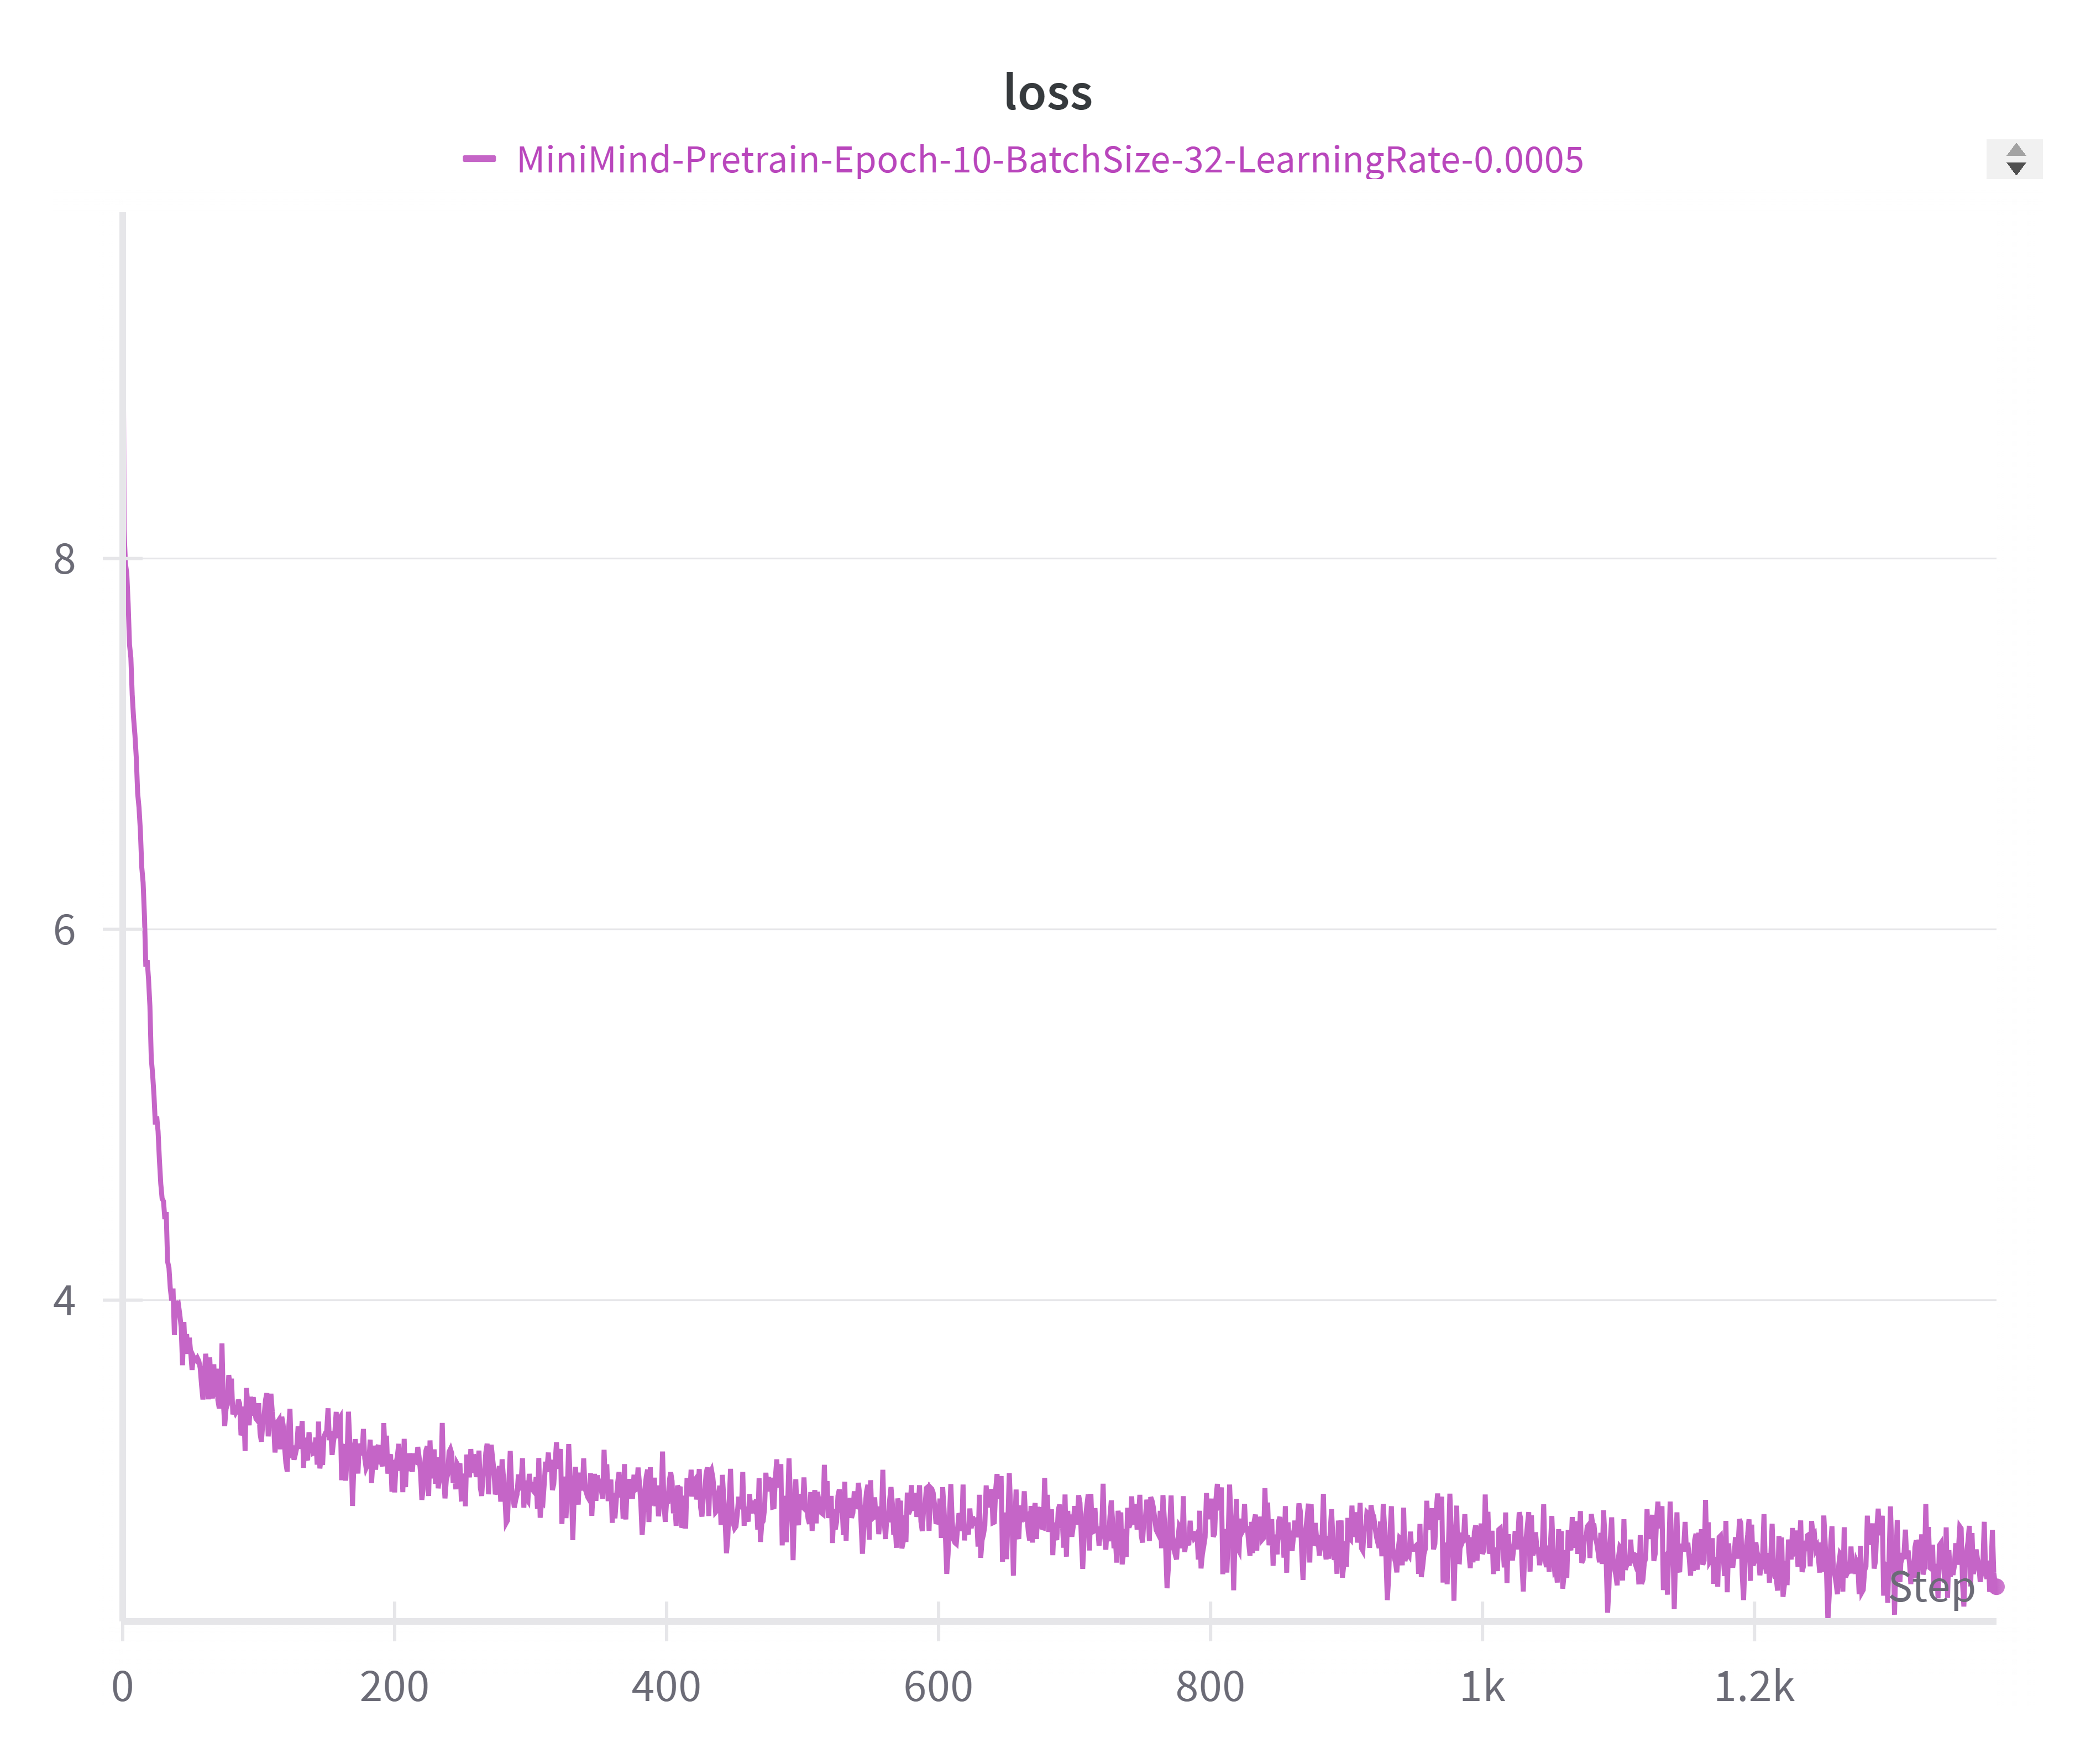 loss
MiniMind-Pretrain-Epoch-10-BatchSize-32-LearningRate-0.0005
8
6
4
Step
0 200 400 600 800 1k 1.2k